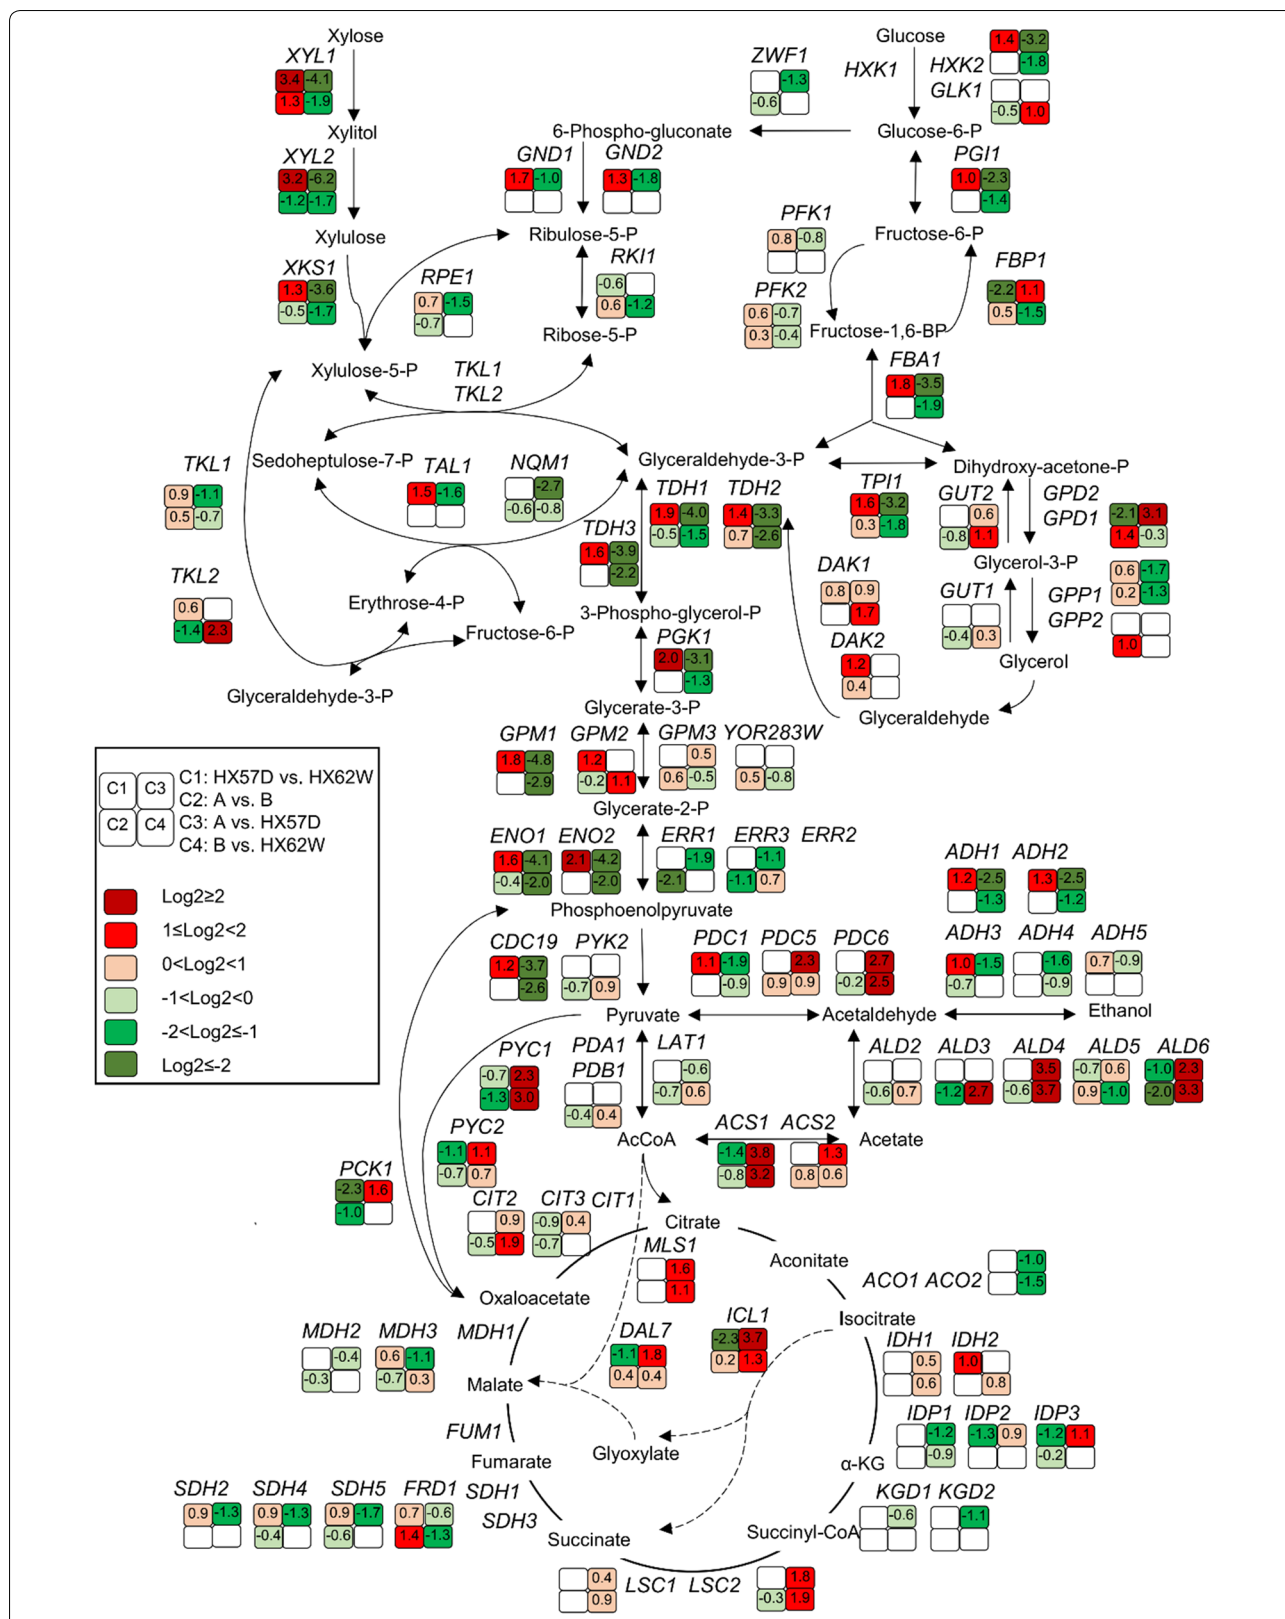 Xylose
XYL1
3.4 -4.1
1.3 -1.9
Xylitol
XYL2
3.2 -6.2
-1.2 -1.7
Xylulose
XKS1
1.3 -3.6
-0.5 -1.7
Xylulose-5-P
ZWF1
-1.3
-0.6
6-Phospho-gluconate
GND1 GND2
1.7 -1.0 1.3 -1.8
Ribulose-5-P
RPE1
0.7 -1.5
-0.7
RKI1
-0.6
0.6 -1.2
Ribose-5-P
Glucose
HXK1
HXK2
1.4 -3.2
-1.8
GLK1
-0.5 1.0
Glucose-6-P
PGI1
1.0 -2.3
-1.4
Fructose-6-P
PFK1
0.8 -0.8
PFK2
0.6 -0.7
0.3 -0.4
FBP1
-2.2 1.1
0.5 -1.5
Fructose-1,6-BP
FBA1
1.8 -3.5
-1.9
TKL1
TKL2
Sedoheptulose-7-P
Glyceraldehyde-3-P
Dihydroxy-acetone-P
TKL1
0.9 -1.1
0.5 -0.7
TKL2
0.6
-1.4 2.3
TAL1
1.5 -1.6
NQM1
-2.7
-0.6 -0.8
TDH1 TDH2
1.9 -4.0 1.4 -3.3
-0.5 -1.5 0.7 -2.6
TDH3
1.6 -3.9
-2.2
TPI1
1.6 -3.2
0.3 -1.8
GUT2
0.6
-0.8 1.1
GPD2
GPD1
-2.1 3.1
1.4 -0.3
Glycerol-3-P
DAK1
0.8 0.9
1.7
DAK2
1.2
0.4
GUT1
-0.4 0.3
GPP1
0.6 -1.7
0.2 -1.3
GPP2
1.0
Glycerol
Glyceraldehyde
Erythrose-4-P
Fructose-6-P
Glyceraldehyde-3-P
3-Phospho-glycerol-P
PGK1
2.0 -3.1
-1.3
Glycerate-3-P
GPM1 GPM2 GPM3 YOR283W
1.8 -4.8 1.2 0.5
-2.9 -0.2 1.1 0.6 -0.5 0.5 -0.8
Glycerate-2-P
ENO1 ENO2 ERR1 ERR3 ERR2
1.6 -4.1 2.1 -4.2 -1.9 -1.1
-0.4 -2.0 -2.0 -2.1 -1.1 0.7
Phosphoenolpyruvate
C1 C3
C2 C4
C1: HX57D vs. HX62W
C2: A vs. B
C3: A vs. HX57D
C4: B vs. HX62W
Log2≥2
1≤Log2<2
0<Log2<1
-1<Log2<0
-2<Log2≤-1
Log2≤-2
CDC19 PYK2
1.2 -3.7
-2.6 -0.7 0.9
PDC1 PDC5 PDC6
1.1 -1.9 2.3 2.7
-0.9 0.9 0.9 -0.2 2.5
ADH1 ADH2
1.2 -2.5 1.3 -2.5
-1.3 -1.2
ADH3 ADH4 ADH5
1.0 -1.5 -1.6 0.7 -0.9
-0.7 -0.9
Pyruvate
Acetaldehyde
Ethanol
PYC1
-0.7 2.3
-1.3 3.0
PYC2
-1.1 1.1
-0.7 0.7
PDA1
PDB1
-0.4 0.4
LAT1
-0.6
-0.7 0.6
ALD2 ALD3 ALD4 ALD5 ALD6
3.5 -0.7 0.6 -1.0 2.3
-0.6 0.7 -1.2 2.7 -0.6 3.7 0.9 -1.0 -2.0 3.3
AcCoA
ACS1 ACS2
-1.4 3.8 1.3
-0.8 3.2 0.8 0.6
Acetate
PCK1
-2.3 1.6
-1.0
CIT2 CIT3 CIT1
0.9 -0.9 0.4
-0.5 1.9 -0.7
Citrate
MLS1
1.6
1.1
Aconitate
ACO1 ACO2
-1.0
-1.5
Oxaloacetate
Isocitrate
MDH2 MDH3 MDH1
-0.4 0.6 -1.1
-0.3 -0.7 0.3
DAL7
-1.1 1.8
0.4 0.4
ICL1
-2.3 3.7
0.2 1.3
IDH1 IDH2
0.5 1.0
0.6 0.8
Malate
IDP1 IDP2 IDP3
-1.2 -1.3 0.9 -1.2 1.1
-0.9 -0.2
FUM1
Glyoxylate
Fumarate
α-KG
SDH2 SDH4 SDH5 FRD1 SDH1
SDH3
0.9 -1.3 0.9 -1.3 0.9 -1.7 0.7 -0.6
-0.4 -0.6 1.4 -1.3
KGD1 KGD2
-0.6 -1.1
Succinate
Succinyl-CoA
LSC1 LSC2
0.4 1.8
0.9 -0.3 1.9